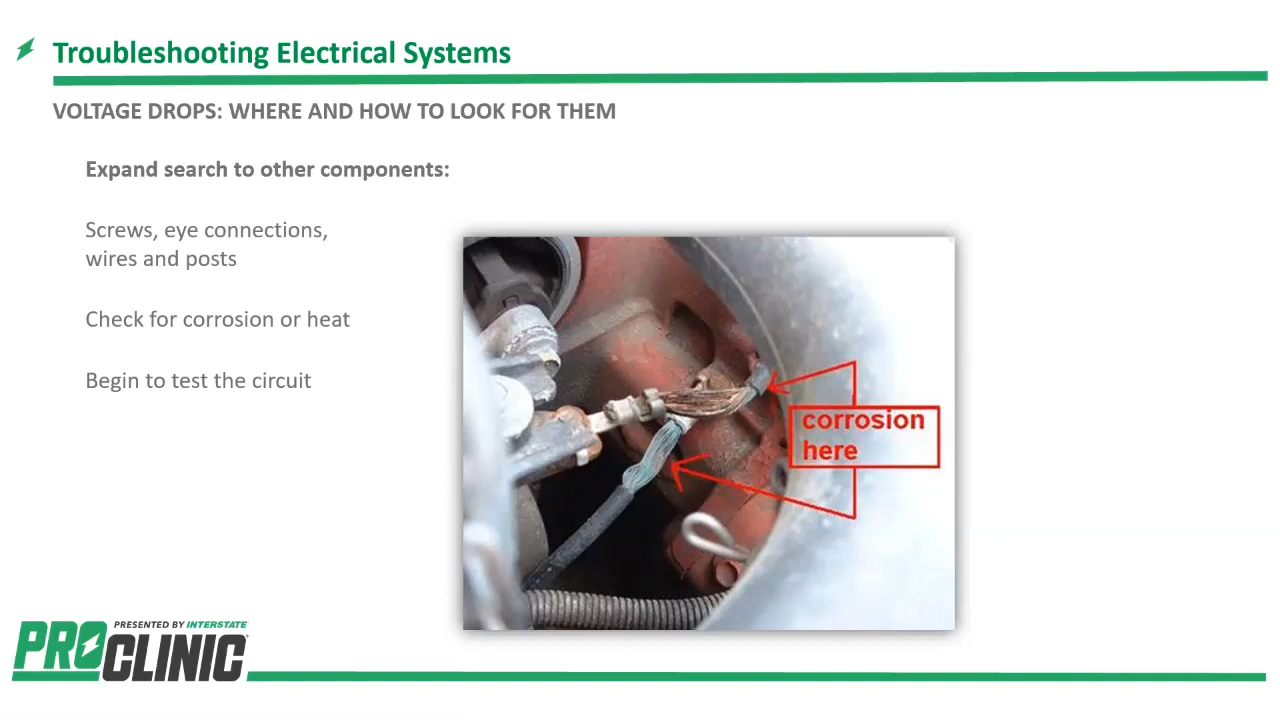 Troubleshooting Electrical Systems
VOLTAGE DROPS: WHERE AND HOW TO LOOK FOR THEM
Expand search to other components:
Screws, eye connections,
wires and posts
Check for corrosion or heat
Begin to test the circuit
corrosion
here
PRESENTED BY INTERSTATE
PROCLINIC